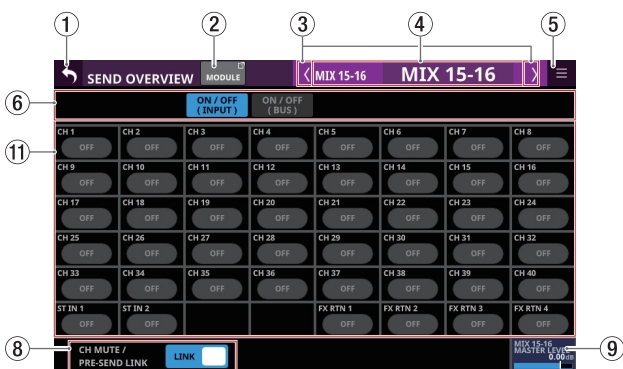 ① ② ③ ④ ⑤
SEND OVERVIEW MODULE MIX 15-16 MIX 15-16
⑥ ON / OFF ON / OFF
( INPUT ) ( BUS )
⑪
CH 1 CH 2 CH 3 CH 4 CH 5 CH 6 CH 7 CH 8
OFF OFF OFF OFF OFF OFF OFF OFF
CH 9 CH 10 CH 11 CH 12 CH 13 CH 14 CH 15 CH 16
OFF OFF OFF OFF OFF OFF OFF OFF
CH 17 CH 18 CH 19 CH 20 CH 21 CH 22 CH 23 CH 24
OFF OFF OFF OFF OFF OFF OFF OFF
CH 25 CH 26 CH 27 CH 28 CH 29 CH 30 CH 31 CH 32
OFF OFF OFF OFF OFF OFF OFF OFF
CH 33 CH 34 CH 35 CH 36 CH 37 CH 38 CH 39 CH 40
OFF OFF OFF OFF OFF OFF OFF OFF
ST IN 1 ST IN 2 FX RTN 1 FX RTN 2 FX RTN 3 FX RTN 4
OFF OFF OFF OFF OFF OFF
⑧ CH MUTE /
PRE-SEND LINK LINK
MIX 15-16
MASTER LEVEL ⑨
0.00dB